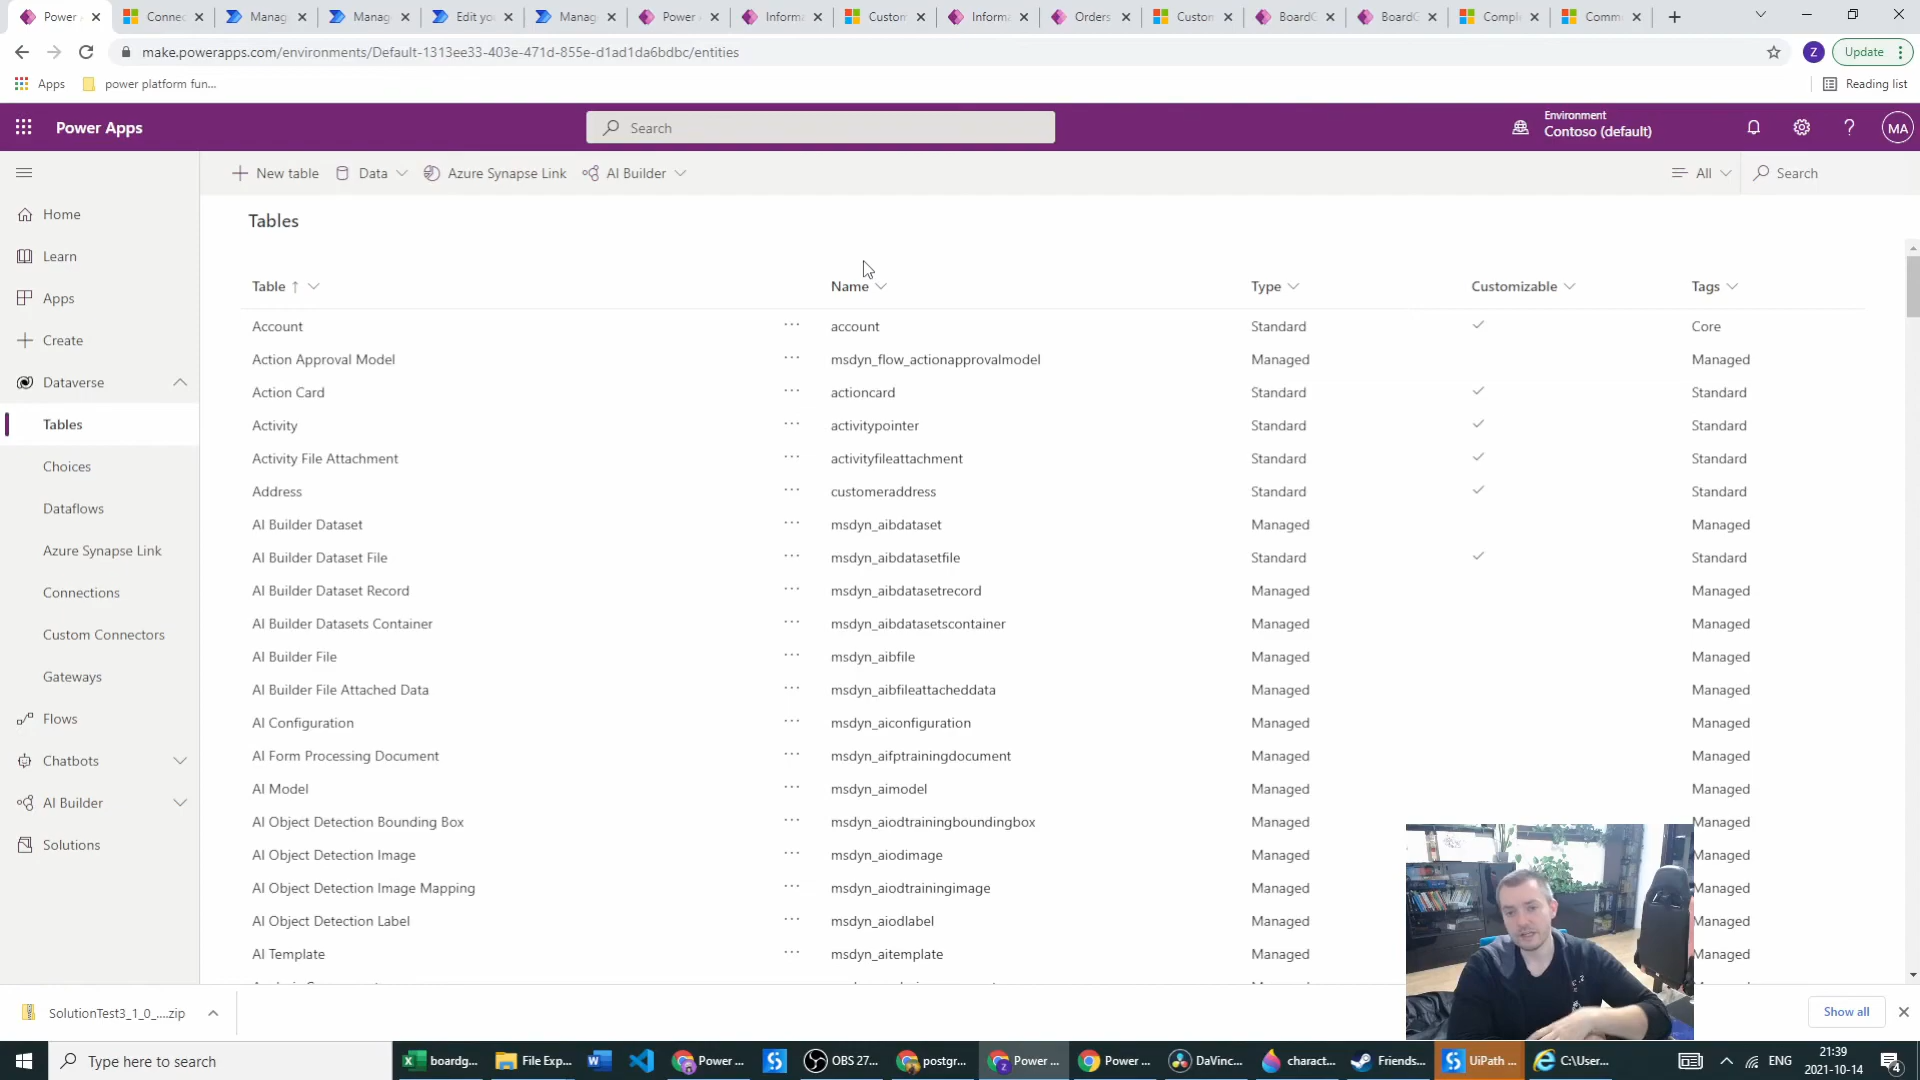 Power A
Connec
Manag
Manag
Edit yo
Manag
Power
Inform
Custom
Inform
Orders
Custom
BoardG
BoardG
Compl
Comm
make.powerapps.com/environments/Default-1313ee33-403e-471d-855e-d1ad1da6bdbc/entities
Z
Update
Apps
power platform fun...
Reading list
Power Apps
Search
Environment
Contoso (default)
MA
New table
Data
Azure Synapse Link
AI Builder
All
Search
Home
Learn
Apps
Create
Dataverse
Tables
Choices
Dataflows
Azure Synapse Link
Connections
Custom Connectors
Gateways
Flows
Chatbots
AI Builder
Solutions
Tables
Table ↑ Name Type Customizable Tags
Account ... account Standard Core
Action Approval Model ... msdyn_flow_actionapprovalmodel Managed Managed
Action Card ... actioncard Standard Standard
Activity ... activitypointer Standard Standard
Activity File Attachment ... activityfileattachment Standard Standard
Address ... customeraddress Standard Standard
AI Builder Dataset ... msdyn_aibdataset Managed Managed
AI Builder Dataset File ... msdyn_aibdatasetfile Standard Standard
AI Builder Dataset Record ... msdyn_aibdatasetrecord Managed Managed
AI Builder Datasets Container ... msdyn_aibdatasetscontainer Managed Managed
AI Builder File ... msdyn_aibfile Managed Managed
AI Builder File Attached Data ... msdyn_aibfileattacheddata Managed Managed
AI Configuration ... msdyn_aiconfiguration Managed Managed
AI Form Processing Document ... msdyn_aifptrainingdocument Managed Managed
AI Model ... msdyn_aimodel Managed Managed
AI Object Detection Bounding Box ... msdyn_aiodtrainingboundingbox Managed Managed
AI Object Detection Image ... msdyn_aiodimage Managed Managed
AI Object Detection Image Mapping ... msdyn_aiodtrainingimage Managed Managed
AI Object Detection Label ... msdyn_aiodlabel Managed Managed
AI Template ... msdyn_aitemplate Managed Managed
SolutionTest3_1_0_....zip
Show all
Type here to search
boardg...
File Exp...
Power ...
OBS 27...
postgr...
Power ...
Power ...
DaVinc...
charact...
Friends...
UiPath ...
C:\User...
ENG
21:39
2021-10-14
4